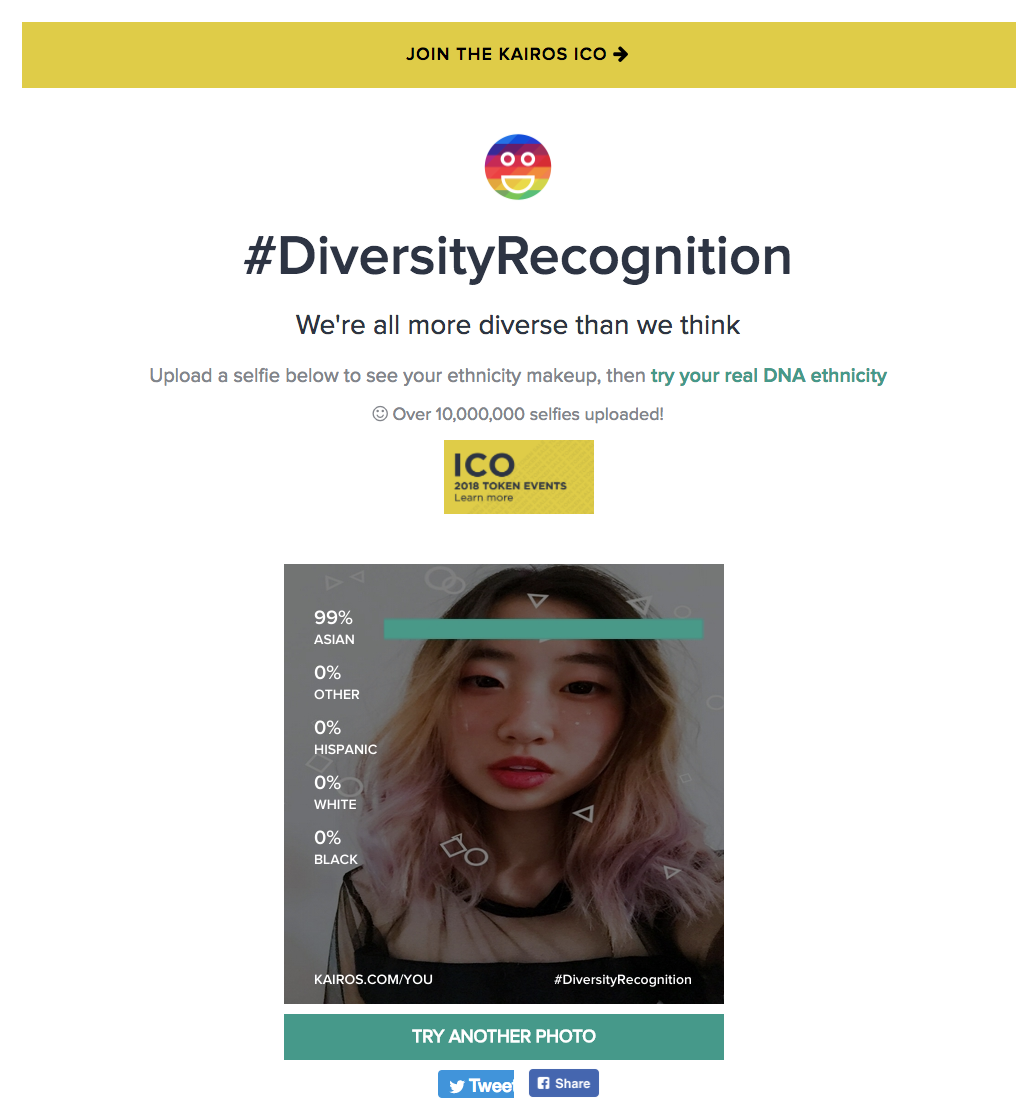 JOIN THE KAIROS ICO
#DiversityRecognition
We're all more diverse than we think
Upload a selfie below to see your ethnicity makeup, then try your real DNA ethnicity
Over 10,000,000 selfies uploaded!
ICO
2018 TOKEN EVENTS
Learn more
99%
ASIAN
0%
OTHER
0%
HISPANIC
0%
WHITE
0%
BLACK
KAIROS.COM/YOU #DiversityRecognition
TRY ANOTHER PHOTO
Tweet Share